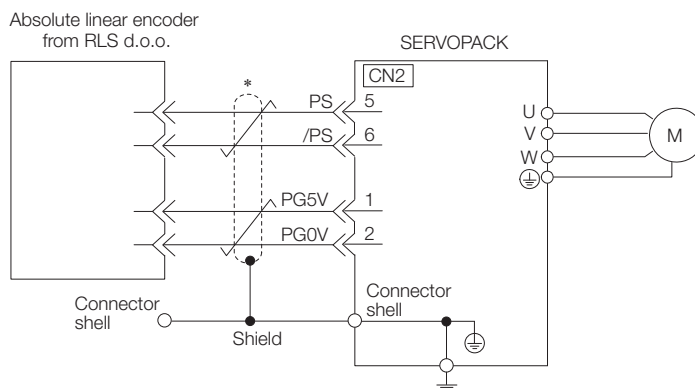 Absolute linear encoder
from RLS d.o.o.
SERVOPACK
CN2
*
PS 5
/PS 6
PG5V 1
PG0V 2
U
V
W
M
Connector
shell
Shield
Connector
shell